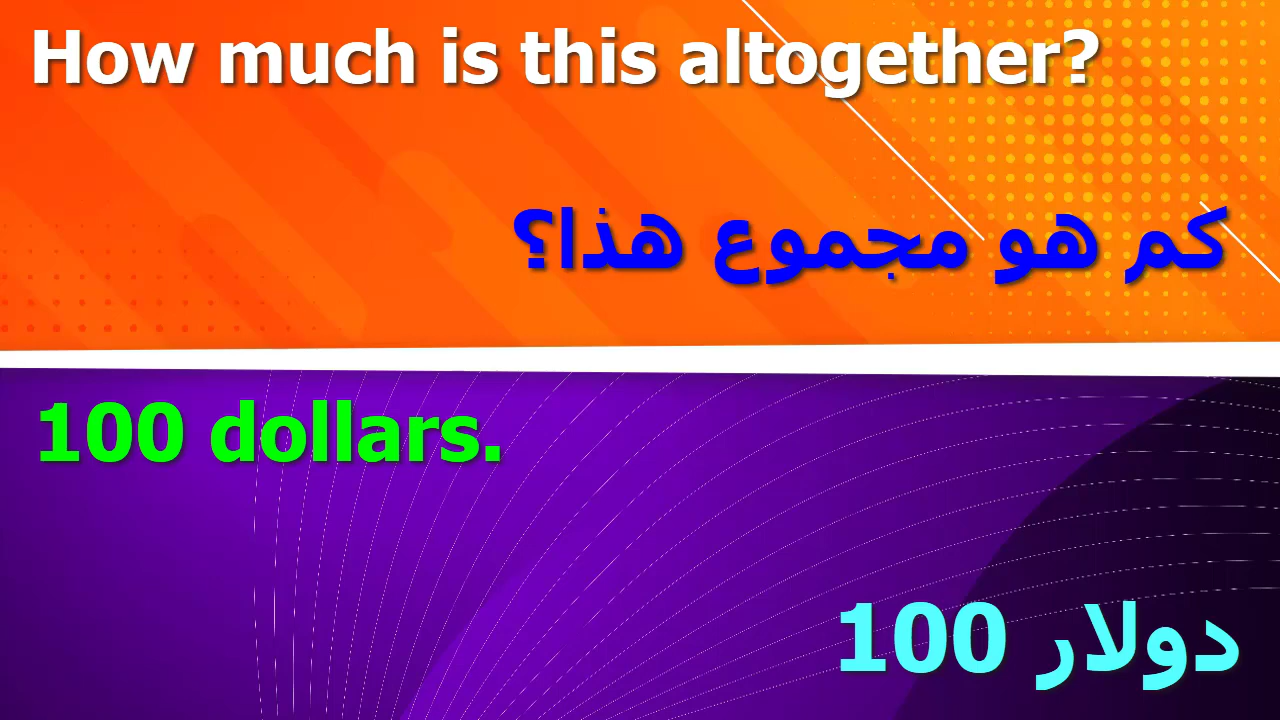 How much is this altogether?
كم هو مجموع هذا؟
100 dollars.
دولار 100